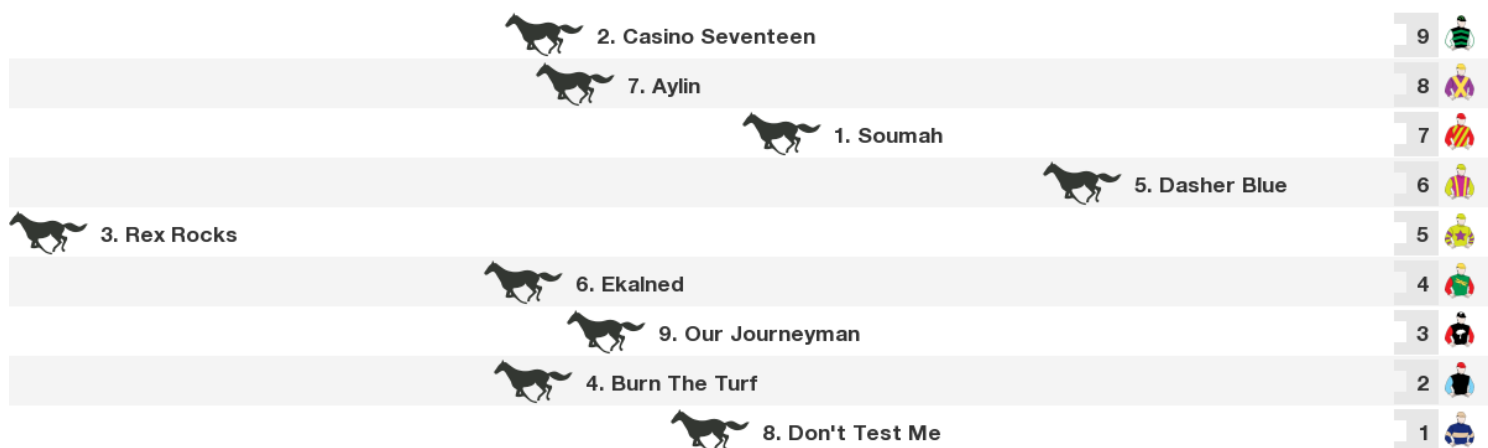 2. Casino Seventeen 9
7. Aylin 8
1. Soumah 7
5. Dasher Blue 6
3. Rex Rocks 5
6. Ekalned 4
9. Our Journeyman 3
4. Burn The Turf 2
8. Don't Test Me 1